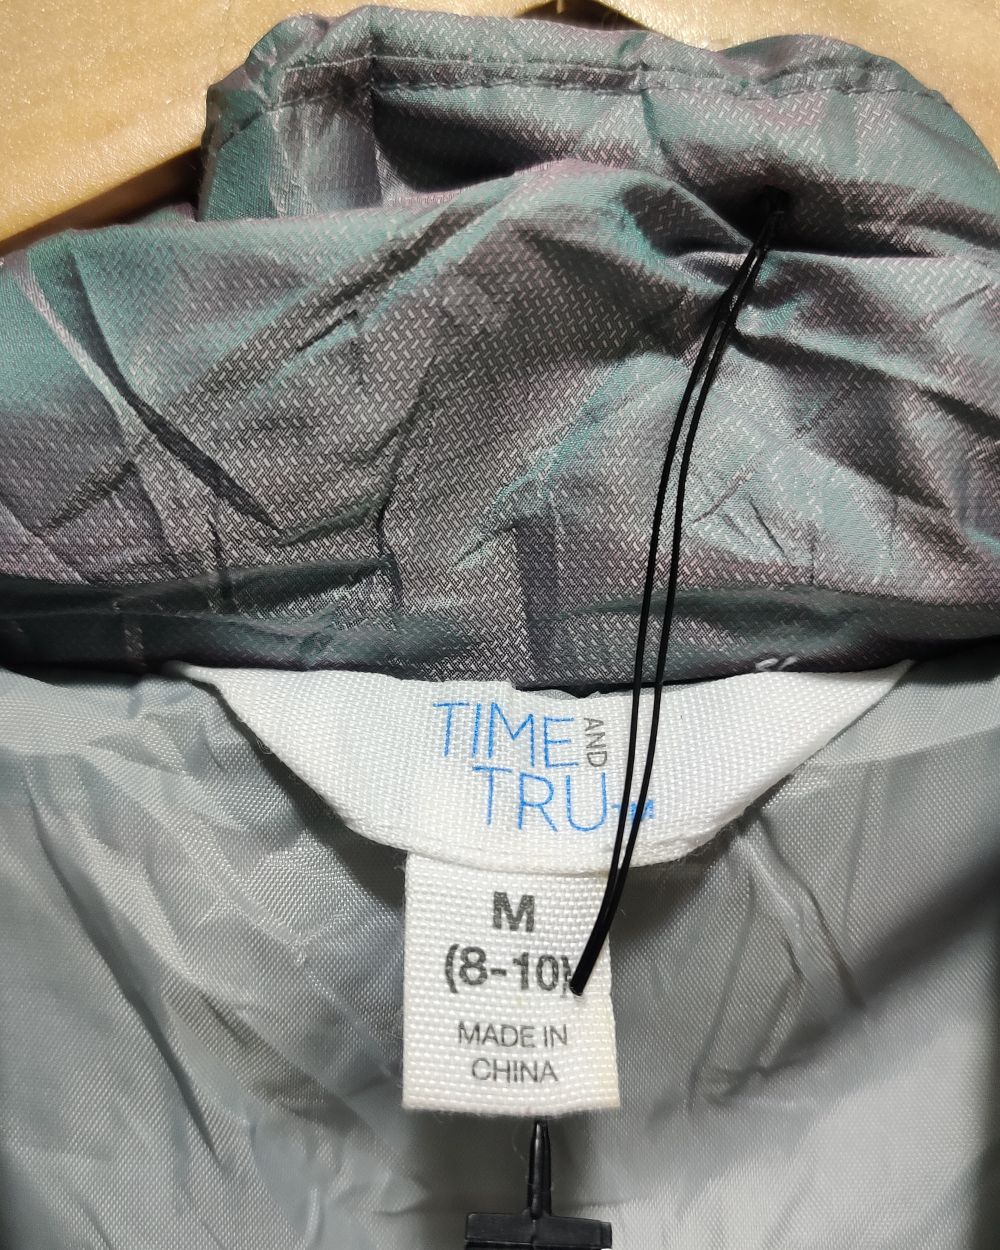 TIME AND
TRU
M
(8-10)
MADE IN
CHINA